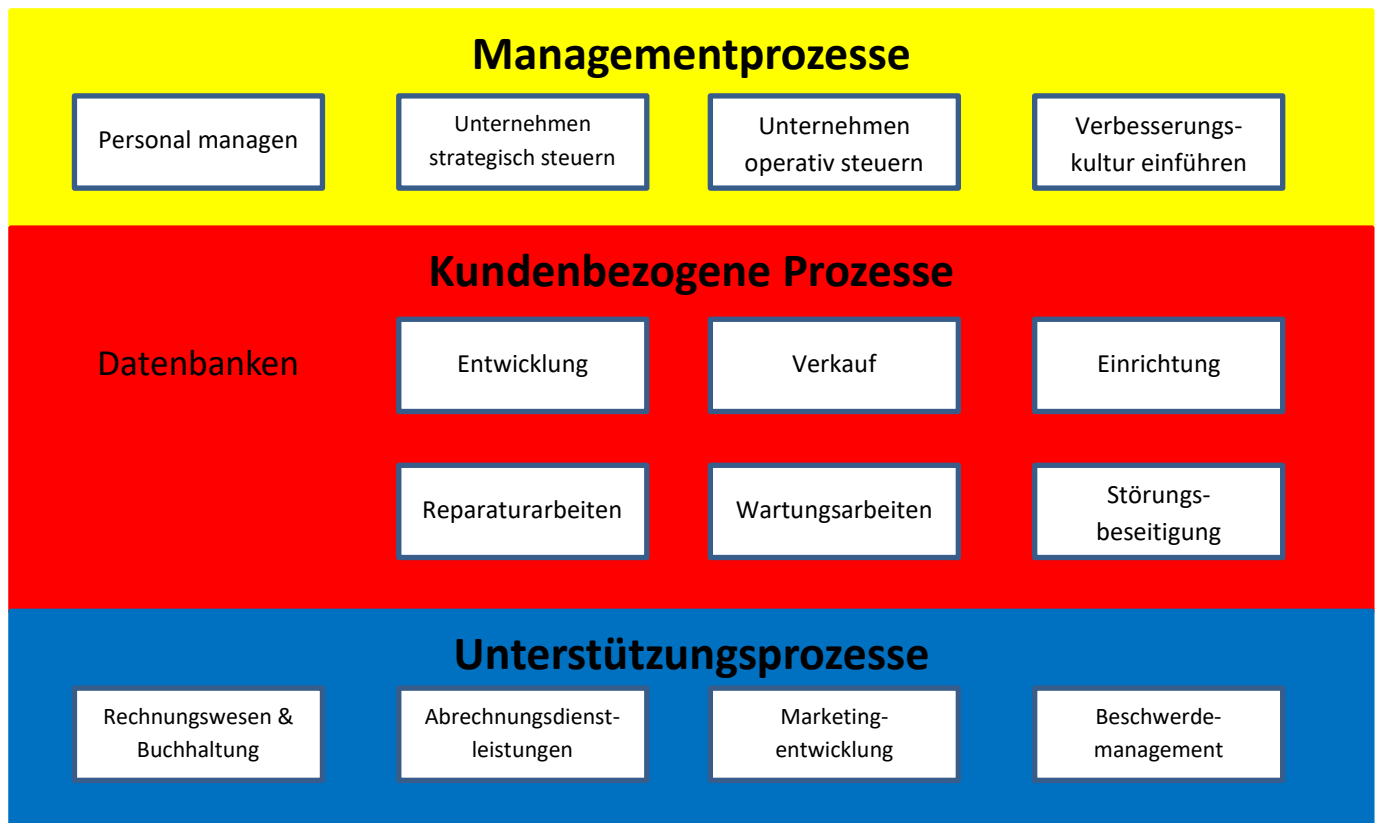 Managementprozesse
Personal managen
Unternehmen
strategisch steuern
Unternehmen
operativ steuern
Verbesserungs-
kultur einführen
Kundenbezogene Prozesse
Datenbanken
Entwicklung
Verkauf
Einrichtung
Reparaturarbeiten
Wartungsarbeiten
Störungs-
beseitigung
Unterstützungsprozesse
Rechnungswesen &
Buchhaltung
Abrechnungsdienst-
leistungen
Marketing-
entwicklung
Beschwerde-
management